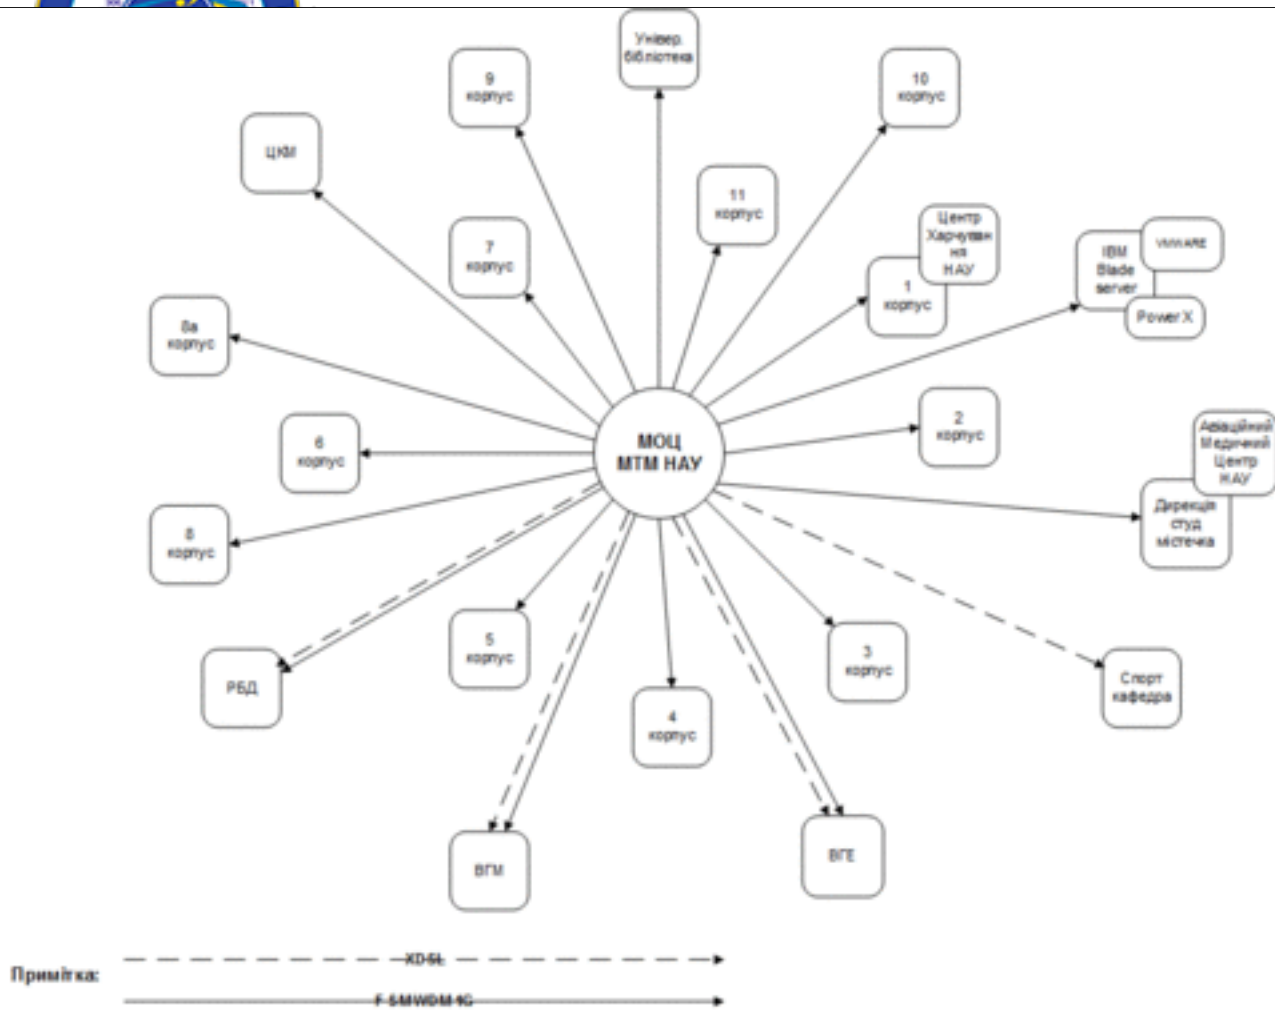 Універ.
бібліотека
9
корпус
10
корпус
ЦКМ
11
корпус
Центр
Харчуван
ня
НАУ
7
корпус
1
корпус
IBM
Blade
server
VMWARE
Power X
8а
корпус
2
корпус
6
корпус
МОЦ
МТМ НАУ
Авіаційний
Медичний
Центр
НАУ
Дирекція
студ
містечка
8
корпус
5
корпус
3
корпус
РБД
Спорт
кафедра
4
корпус
ВГМ
ВГЕ
Примітка:
XDSL
F SMWDM 1G